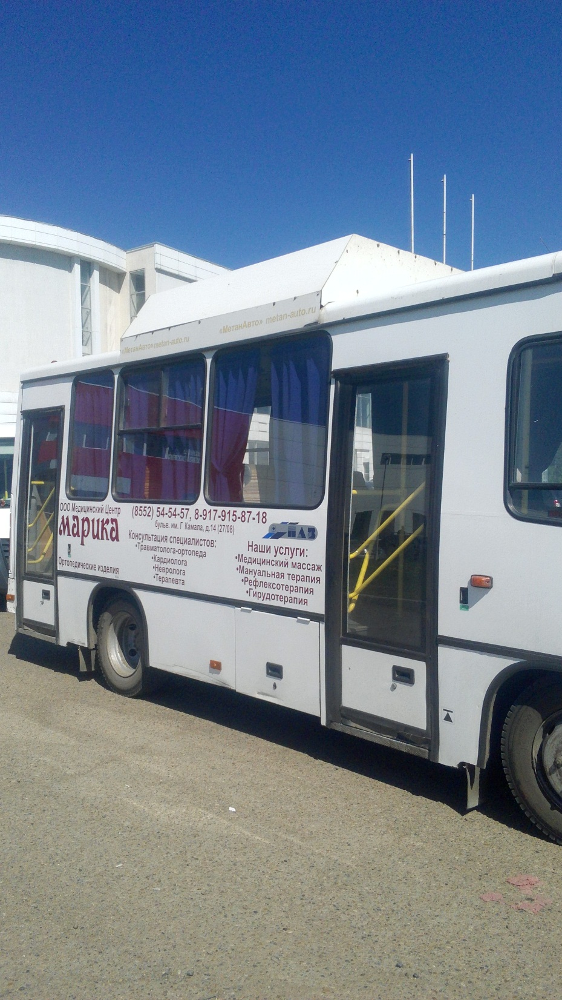 «МетанАвто» metan-auto.ru
«МетанАвто» metan-auto.ru
ООО Медицинский Центр
марика
Ортопедические изделия
(8552) 54-54-57, 8-917-915-87-18
бульв. им. Г Камала, д.14 (27/08)
Консультация специалистов:
•Травматолога-ортопеда
•Кардиолога
•Невролога
•Терапевта
ПАЗ
Наши услуги:
•Медицинский массаж
•Мануальная терапия
•Рефлексотерапия
•Гирудотерапия